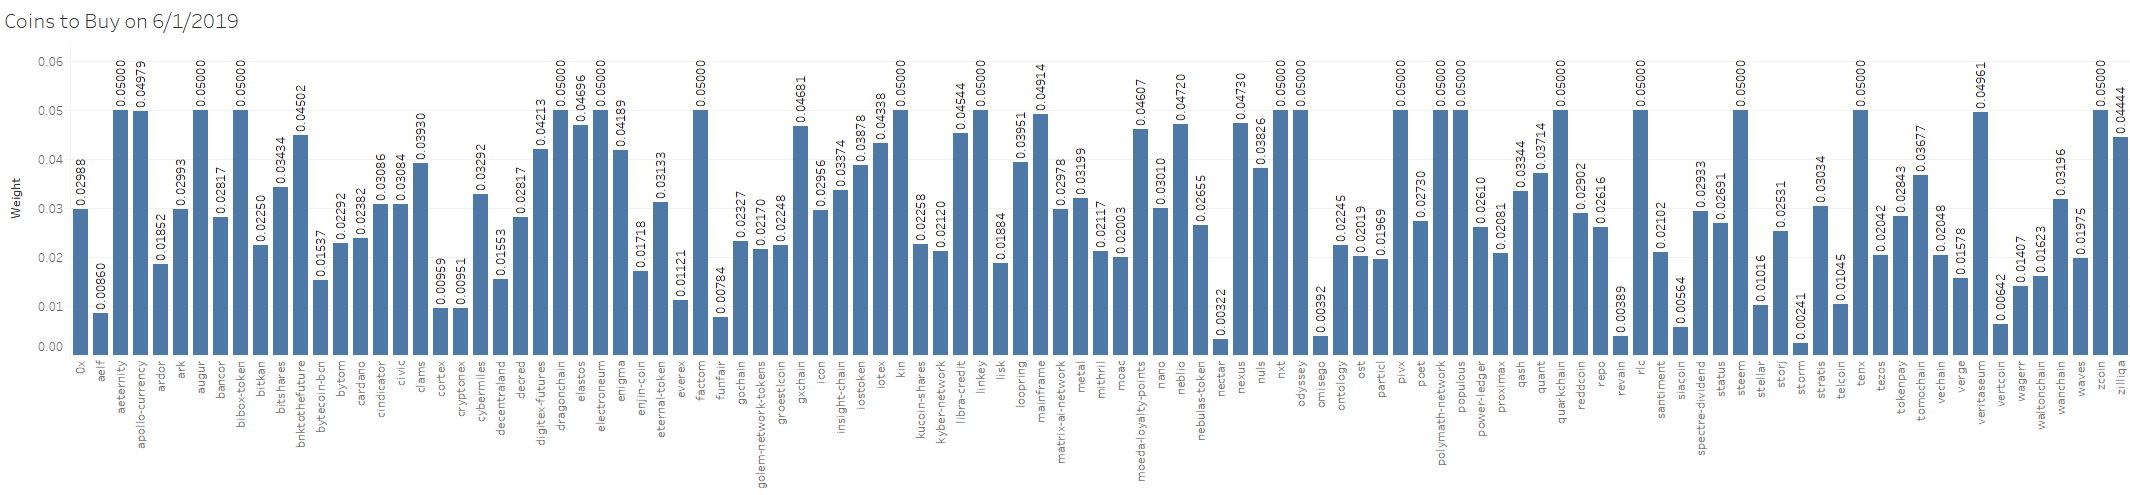 Coins to Buy on 6/1/2019
Weight
0.06
0.05
0.04
0.03
0.02
0.01
0.00
0.02988
0.00860
0.05000
0.04979
0.01852
0.02993
0.05000
0.02817
0.05000
0.02250
0.03434
0.04502
0.01537
0.02292
0.02382
0.03086
0.03084
0.03930
0.00959
0.00951
0.03292
0.01553
0.02817
0.04213
0.05000
0.04696
0.05000
0.04189
0.01718
0.03133
0.01121
0.05000
0.00784
0.02327
0.02170
0.02248
0.04681
0.02956
0.03374
0.03878
0.04338
0.05000
0.02258
0.02120
0.04544
0.05000
0.01884
0.03951
0.04914
0.02978
0.03199
0.02117
0.02003
0.04607
0.03010
0.04720
0.02655
0.00322
0.04730
0.03826
0.05000
0.05000
0.00392
0.02245
0.02019
0.01969
0.05000
0.02730
0.05000
0.05000
0.02610
0.02081
0.03344
0.03714
0.05000
0.02902
0.02616
0.00389
0.05000
0.02102
0.00564
0.02933
0.02691
0.05000
0.01016
0.02531
0.00241
0.03034
0.01045
0.05000
0.02042
0.02843
0.03677
0.02048
0.01578
0.04961
0.00642
0.01407
0.01623
0.03196
0.01975
0.05000
0.04444
0x
aelf
aeternity
apollo-currency
ardor
ark
augur
bancor
bibox-token
bitkan
bitshares
bnktothefuture
bytecoin-bcn
bytom
cardano
cindicator
civic
clams
cortex
cryptonex
cybermiles
decentraland
decred
digitex-futures
dragonchain
elastos
electroneum
enigma
enjin-coin
eternal-token
everex
factom
funfair
gochain
golem-network-tokens
groestlcoin
gxchain
icon
insight-chain
iostoken
iotex
kin
kucoin-shares
kyber-network
libra-credit
linkey
lisk
loopring
mainframe
matrix-ai-network
metal
mithril
moac
moeda-loyalty-points
nano
neblio
nebulas-token
nectar
nexus
nuls
nxt
odyssey
omisego
ontology
ost
particl
pivx
poet
polymath-network
populous
power-ledger
proximax
qash
quant
quarkchain
reddcoin
repo
revain
rlc
santiment
siacoin
spectre-dividend
status
steem
stellar
storj
storm
stratis
telcoin
tenx
tezos
tokenpay
tomochain
vechain
verge
veritaseum
vertcoin
wagerr
waltonchain
wanchain
waves
zcoin
zilliqa